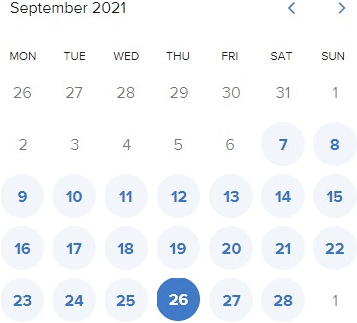 September 2021
MON TUE WED THU FRI SAT SUN
26 27 28 29 30 31 1
2 3 4 5 6 7 8
9 10 11 12 13 14 15
16 17 18 19 20 21 22
23 24 25 26 27 28 1